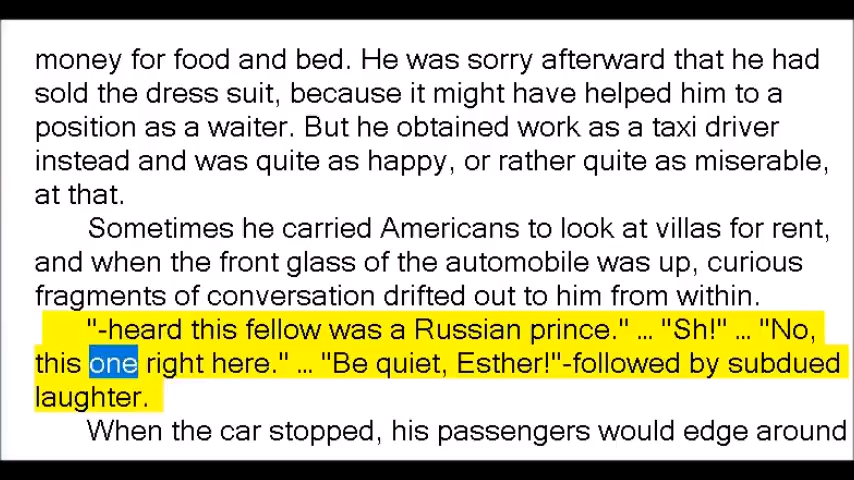 money for food and bed. He was sorry afterward that he had
sold the dress suit, because it might have helped him to a
position as a waiter. But he obtained work as a taxi driver
instead and was quite as happy, or rather quite as miserable,
at that.
Sometimes he carried Americans to look at villas for rent,
and when the front glass of the automobile was up, curious
fragments of conversation drifted out to him from within.
"-heard this fellow was a Russian prince." ... "Sh!" ... "No,
this one right here." ... "Be quiet, Esther!"-followed by subdued
laughter.
When the car stopped, his passengers would edge around